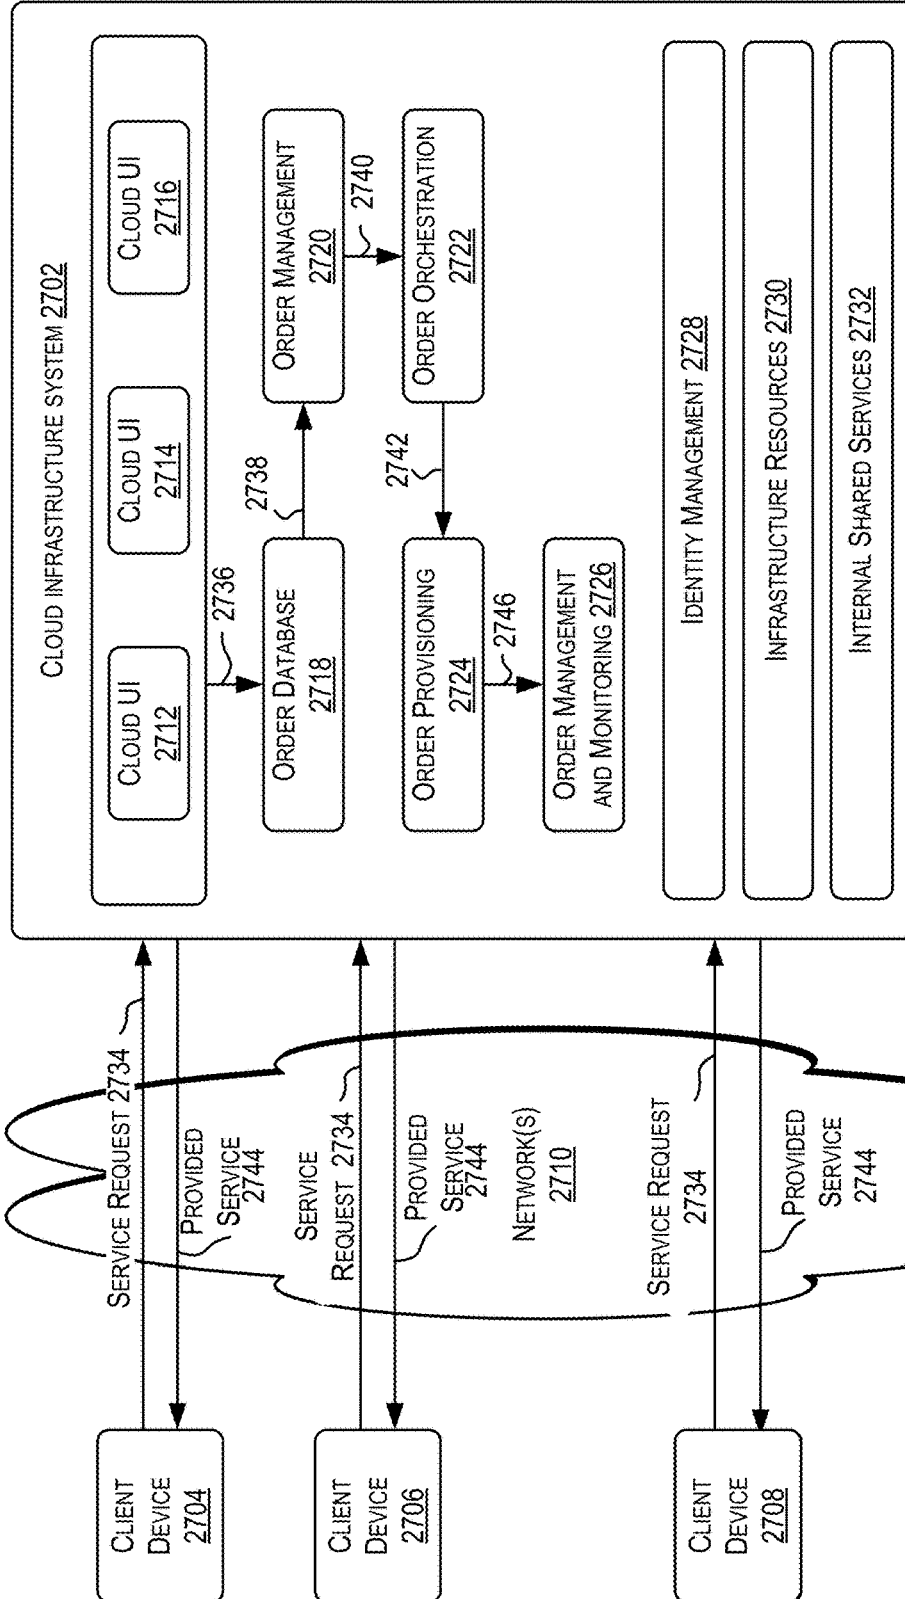 CLOUD INFRASTRUCTURE SYSTEM 2702
CLOUD UI
2712
CLOUD UI
2714
CLOUD UI
2716
2736
ORDER DATABASE
2718
2738
ORDER MANAGEMENT
2720
2740
ORDER PROVISIONING
2724
2742
ORDER ORCHESTRATION
2722
2746
ORDER MANAGEMENT
AND MONITORING 2726
IDENTITY MANAGEMENT 2728
INFRASTRUCTURE RESOURCES 2730
INTERNAL SHARED SERVICES 2732
CLIENT
DEVICE
2704
SERVICE REQUEST 2734
PROVIDED
SERVICE
2744
CLIENT
DEVICE
2706
SERVICE
REQUEST 2734
PROVIDED
SERVICE
2744
NETWORK(S)
2710
CLIENT
DEVICE
2708
SERVICE REQUEST
2734
PROVIDED
SERVICE
2744